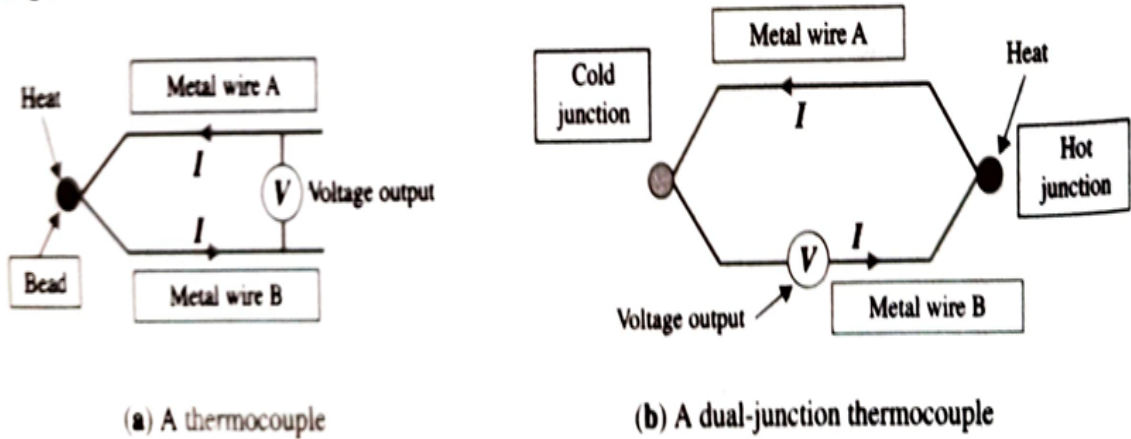 Heat
Metal wire A
I
V Voltage output
I
Bead
Metal wire B
(a) A thermocouple
Metal wire A
Cold
junction
I
Heat
Hot
junction
V
I
Voltage output
Metal wire B
(b) A dual-junction thermocouple